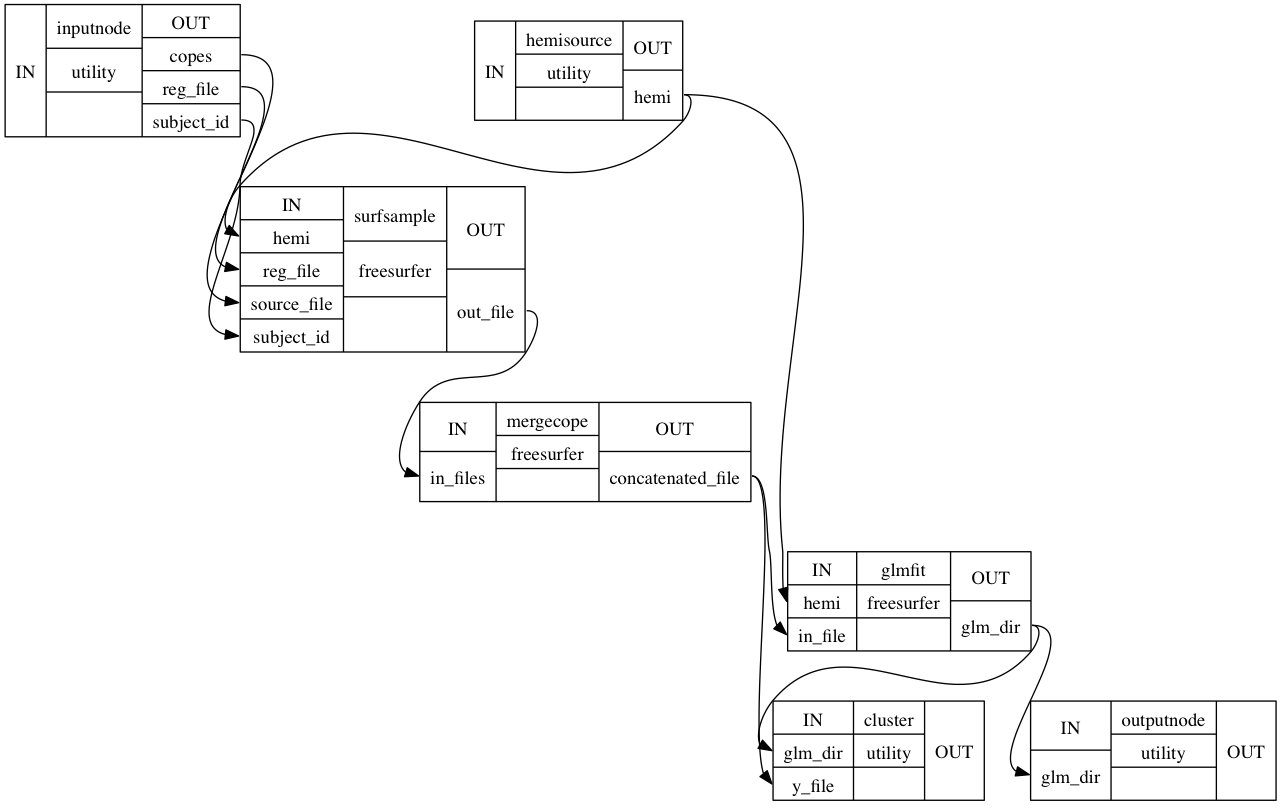 IN
inputnode
utility
OUT
copes
reg_file
subject_id
IN
hemisource
utility
OUT
hemi
IN
hemi
reg_file
source_file
subject_id
surfsample
freesurfer
OUT
out_file
IN
in_files
mergecope
freesurfer
OUT
concatenated_file
IN
hemi
in_file
glmfit
freesurfer
OUT
glm_dir
IN
glm_dir
y_file
cluster
utility
OUT
IN
glm_dir
outputnode
utility
OUT